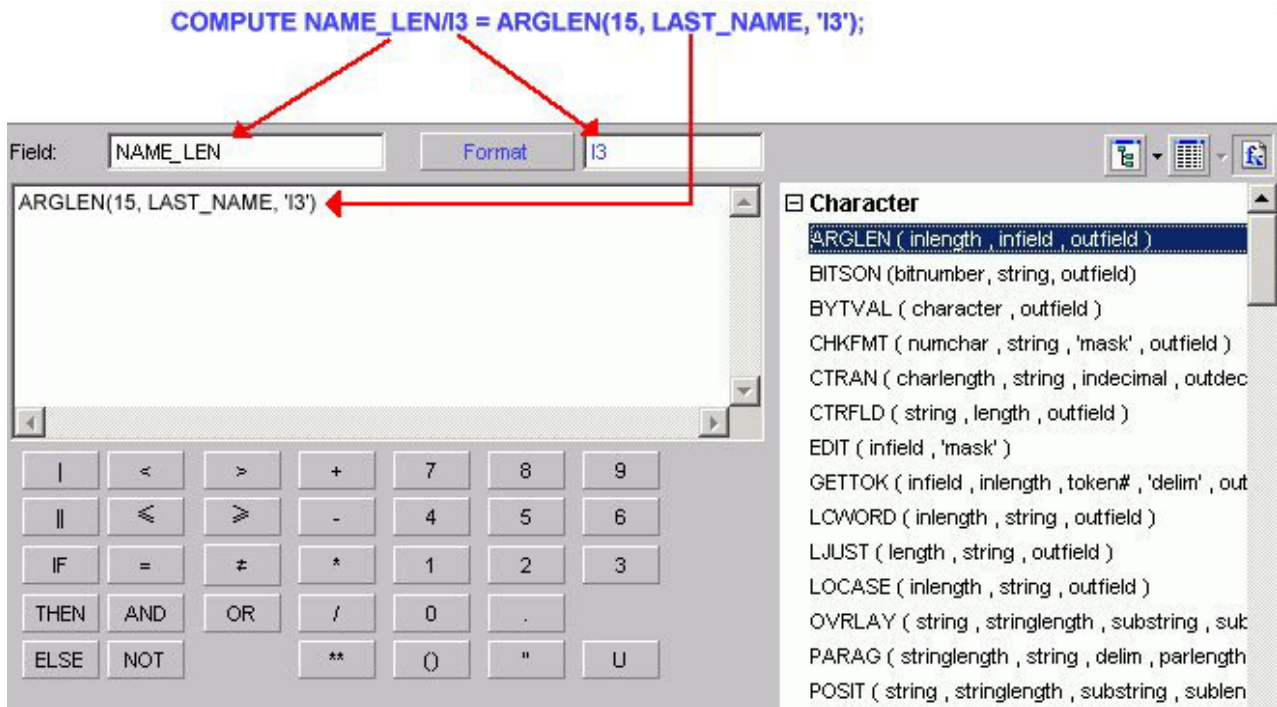 COMPUTE NAME_LEN/I3 = ARGLEN(15, LAST_NAME, 'I3');
Field: NAME_LEN Format I3
ARGLEN(15, LAST_NAME, 'I3')
| < > + 7 8 9
|| ⩽ ⩾ - 4 5 6
IF = ≠ * 1 2 3
THEN AND OR / 0 .
ELSE NOT ** () " U
Character
ARGLEN ( inlength , infield , outfield )
BITSON (bitnumber, string, outfield)
BYTVAL ( character , outfield )
CHKFMT ( numchar , string , 'mask' , outfield )
CTRAN ( charlength , string , indecimal , outdec
CTRFLD ( string , length , outfield )
EDIT ( infield , 'mask' )
GETTOK ( infield , inlength , token# , 'delim' , out
LCWORD ( inlength , string , outfield )
LJUST ( length , string , outfield )
LOCASE ( inlength , string , outfield )
OVRLAY ( string , stringlength , substring , sub
PARAG ( stringlength , string , delim , parlength
POSIT ( string , stringlength , substring , sublen